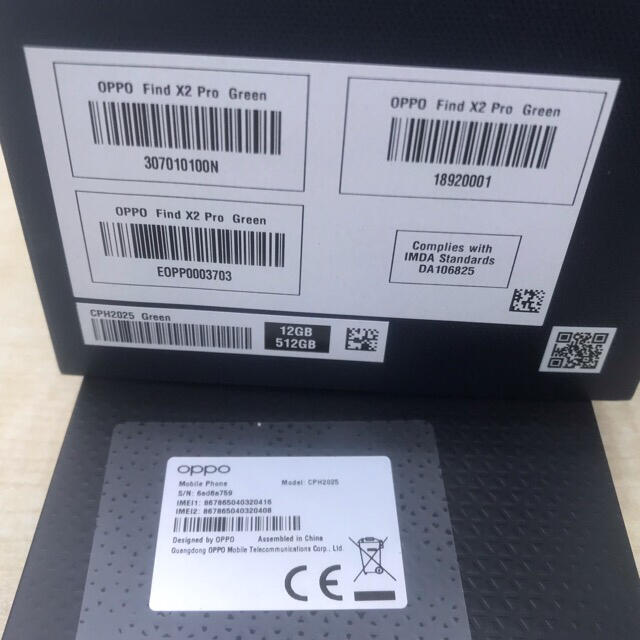 OPPO Find X2 Pro Green
307010100N
OPPO Find X2 Pro Green
18920001
OPPO Find X2 Pro Green
EOPP0003703
Complies with
IMDA Standards
DA106825
CPH2025 Green
12GB
512GB
oppo
Mobile Phone Model: CPH2025
S/N: 6ad8a759
IMEI1: 867865040320416
IMEI2: 867865040320408
Designed by OPPO Assembled in China
Guangdong OPPO Mobile Telecommunications Corp., Ltd.
CE